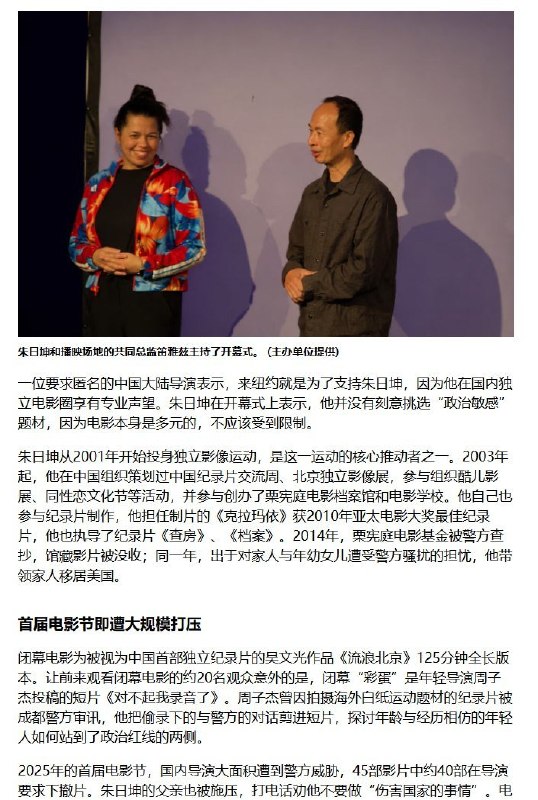 朱日坤和潘映场地的共同总监笛雅兹主持了开幕式。 (主办单位提供)
一位要求匿名的中国大陆导演表示，来纽约就是为了支持朱日坤，因为他在国内独
立电影圈享有专业声望。朱日坤在开幕式上表示，他并没有刻意挑选“政治敏感”
题材，因为电影本身是多元的，不应该受到限制。
朱日坤从2001年开始投身独立影像运动，是这一运动的核心推动者之一。2003年
起，他在中国组织策划过中国纪录片交流周、北京独立影像展，参与组织酷儿影
展、同性恋文化节等活动，并参与创办了栗宪庭电影档案馆和电影学校。他自己也
参与纪录片制作，他担任制片的《克拉玛依》获2010年亚太电影大奖最佳纪录
片，他也执导了纪录片《查房》、《档案》。2014年，栗宪庭电影基金被警方查
抄，馆藏影片被没收；同一年，出于对家人与年幼女儿遭受警方骚扰的担忧，他带
领家人移居美国。
首届电影节即遭大规模打压
闭幕电影为被视为中国首部独立纪录片的吴文光作品《流浪北京》125分钟全长版
本。让前来观看闭幕电影的约20名观众意外的是，闭幕“彩蛋”是年轻导演周子
杰投稿的短片《对不起我录音了》。周子杰曾因拍摄海外白纸运动题材的纪录片被
成都警方审讯，他把偷录下的与警方的对话剪进短片，探讨年龄与经历相仿的年轻
人如何站到了政治红线的两侧。
2025年的首届电影节，国内导演大面积遭到警方威胁，45部影片中约40部在导演
要求下撤片。朱日坤的父亲也被施压，打电话劝他不要做“伤害国家的事情”。电